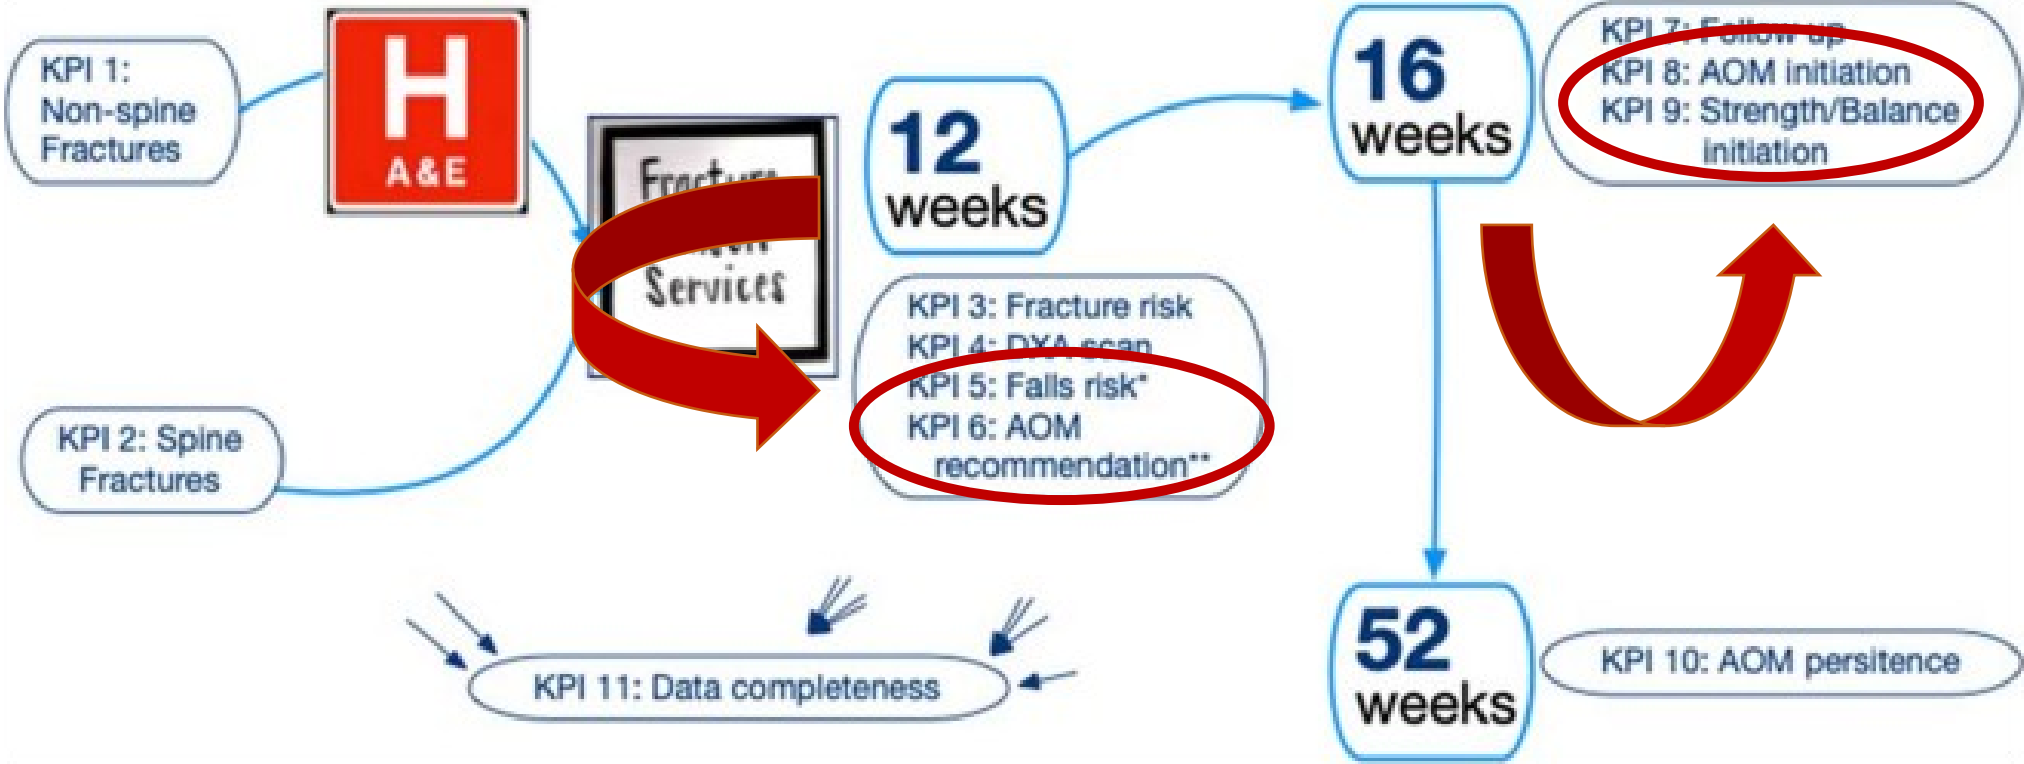 KPI 1:
Non-spine
Fractures
H
A&E
KPI 2: Spine
Fractures
Fracture
Services
12
weeks
KPI 3: Fracture risk
KPI 4: DXA scan
KPI 5: Falls risk*
KPI 6: AOM
recommendation**
16
weeks
KPI 7: Follow up
KPI 8: AOM initiation
KPI 9: Strength/Balance
initiation
52
weeks
KPI 10: AOM persitence
KPI 11: Data completeness